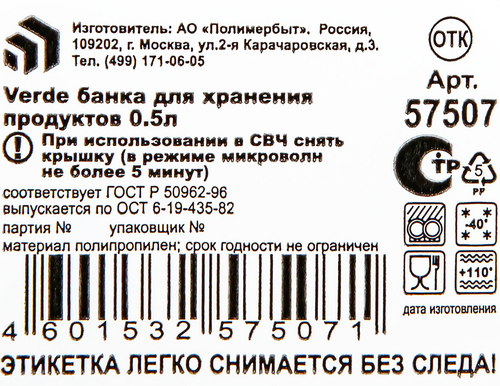 Изготовитель: АО «Полимербыт». Россия,
109202, г. Москва, ул.2-я Карачаровская, д.3.
Тел. (499) 171-06-05
ОТК
Verde банка для хранения
продуктов 0.5л
Арт.
57507
При использовании в СВЧ снять
крышку (в режиме микроволн
не более 5 минут)
соответствует ГОСТ Р 50962-96
выпускается по ОСТ 6-19-435-82
партия № упаковщик №
материал полипропилен; срок годности не ограничен
СТР
5
PP
-40°
+110°
дата изготовления
4 601532 575071
ЭТИКЕТКА ЛЕГКО СНИМАЕТСЯ БЕЗ СЛЕДА!